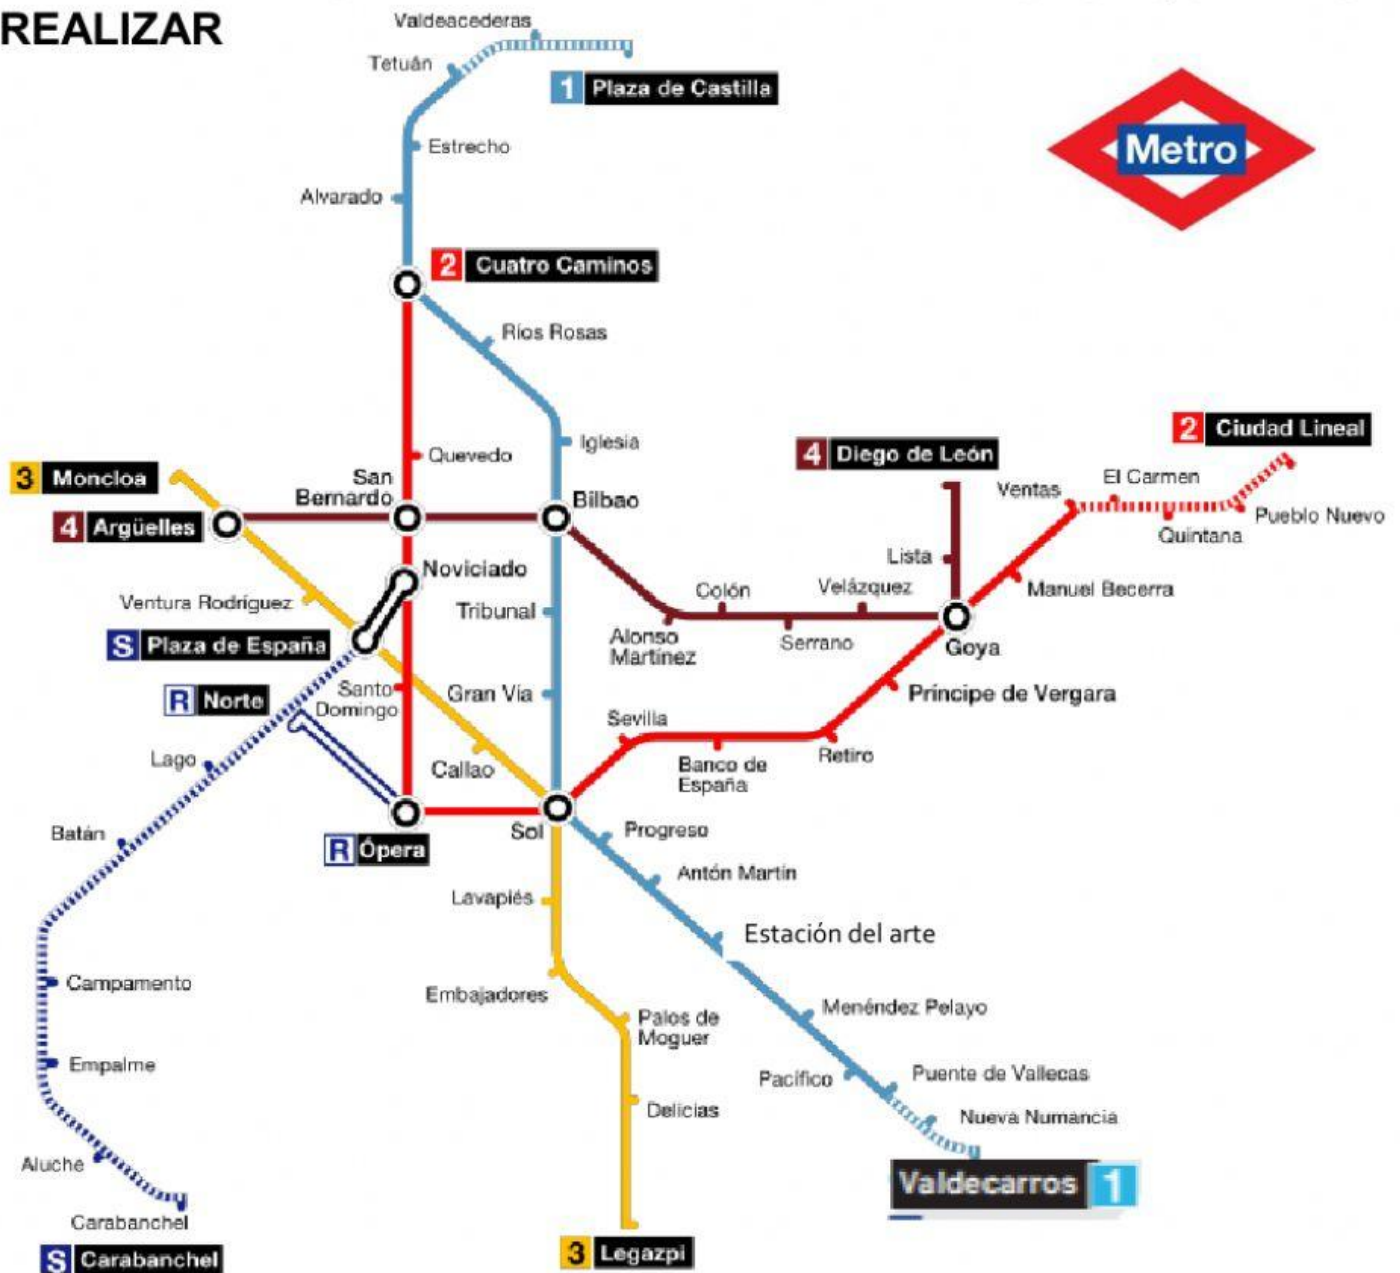 REALIZAR
Valdeacederas
Tetuán
1 Plaza de Castilla
Estrecho
Metro
Alvarado
2 Cuatro Caminos
Ríos Rosas
2 Ciudad Lineal
Iglesia
Quevedo
4 Diego de León
3 Moncloa
San
Bernardo
Bilbao
El Carmen
Ventas
Pueblo Nuevo
Quintana
4 Argüelles
Lista
Noviciado
Manuel Becerra
Colón
Velázquez
Ventura Rodríguez
Tribunal
Alonso
Martínez
Serrano
Goya
S Plaza de España
Santo
Domingo
Gran Vía
Príncipe de Vergara
R Norte
Sevilla
Lago
Callao
Banco de
España
Retiro
Batán
Sol
Progreso
R Ópera
Antón Martín
Lavapiés
Estación del arte
Campamento
Embajadores
Menéndez Pelayo
Palos de
Moguer
Empalme
Pacífico
Puente de Vallecas
Delicias
Nueva Numancia
Aluche
Valdecarros 1
Carabanchel
S Carabanchel
3 Legazpi